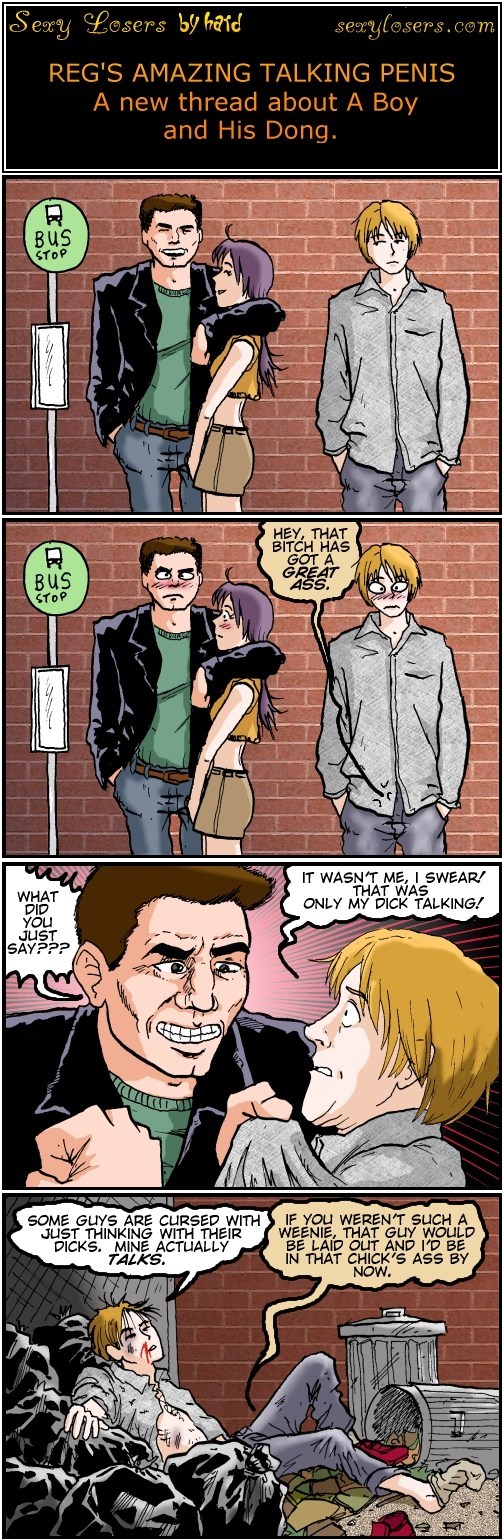 Sexy Losers by hard
sexylosers.com
REG'S AMAZING TALKING PENIS
A new thread about A Boy
and His Dong.
BUS
STOP
BUS
STOP
HEY, THAT
BITCH HAS
GOT A
GREAT
ASS.
WHAT
DID
YOU
JUST
SAY???
IT WASN'T ME, I SWEAR!
THAT WAS
ONLY MY DICK TALKING!
SOME GUYS ARE CURSED WITH
JUST THINKING WITH THEIR
DICKS. MINE ACTUALLY
TALKS.
IF YOU WEREN'T SUCH A
WEENIE, THAT GUY WOULD
BE LAID OUT AND I'D BE
IN THAT CHICK'S ASS BY
NOW.